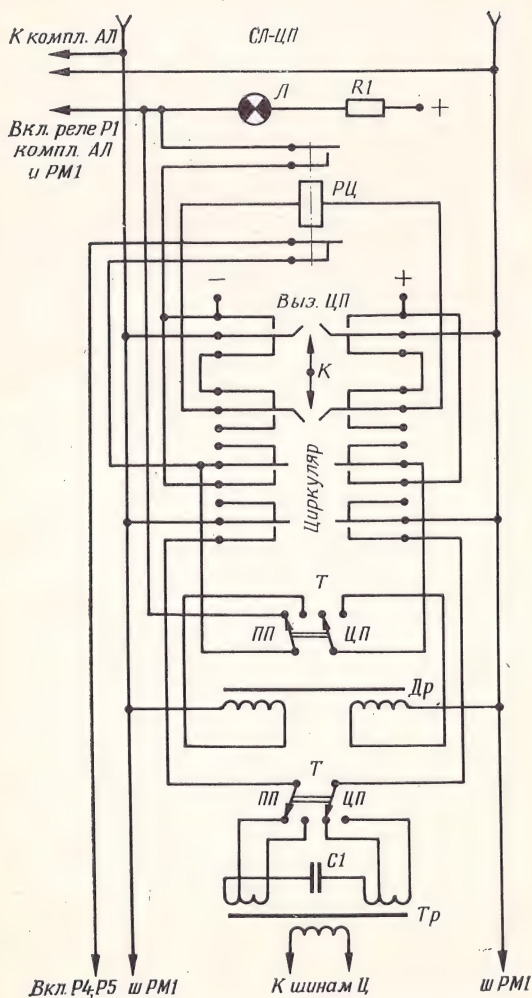 К компл. АЛ
СЛ-ЦП
Л
R1
+
Вкл. реле Р1
компл. АЛ
и РМ1
РЦ
−
+
Выз. ЦП
К
Циркуляр
Т
ПП
ЦП
Др
Т
ПП
ЦП
С1
Тр
Вкл. Р4,Р5
ш РМ1
К шинам Ц
ш РМ1